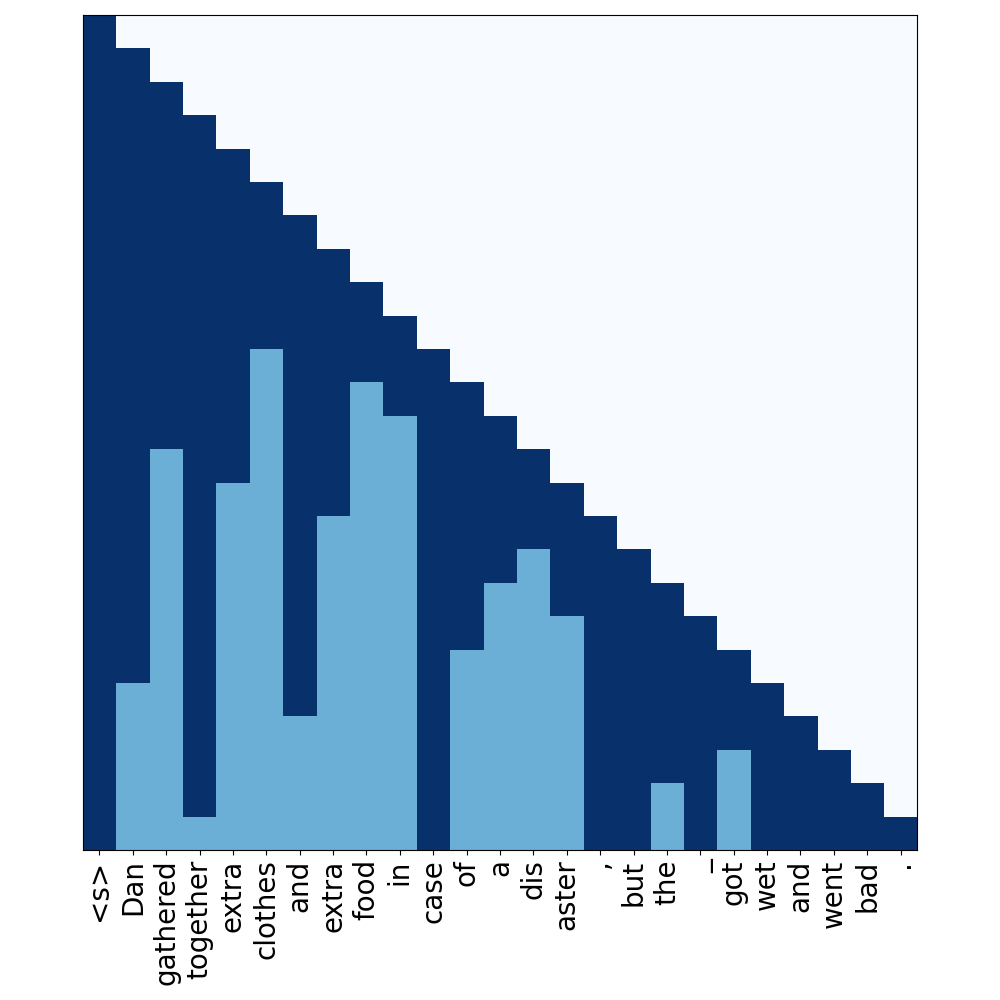 <s> Dan gathered together extra clothes and extra food in case of a dis aster , but the _ got wet and went bad .